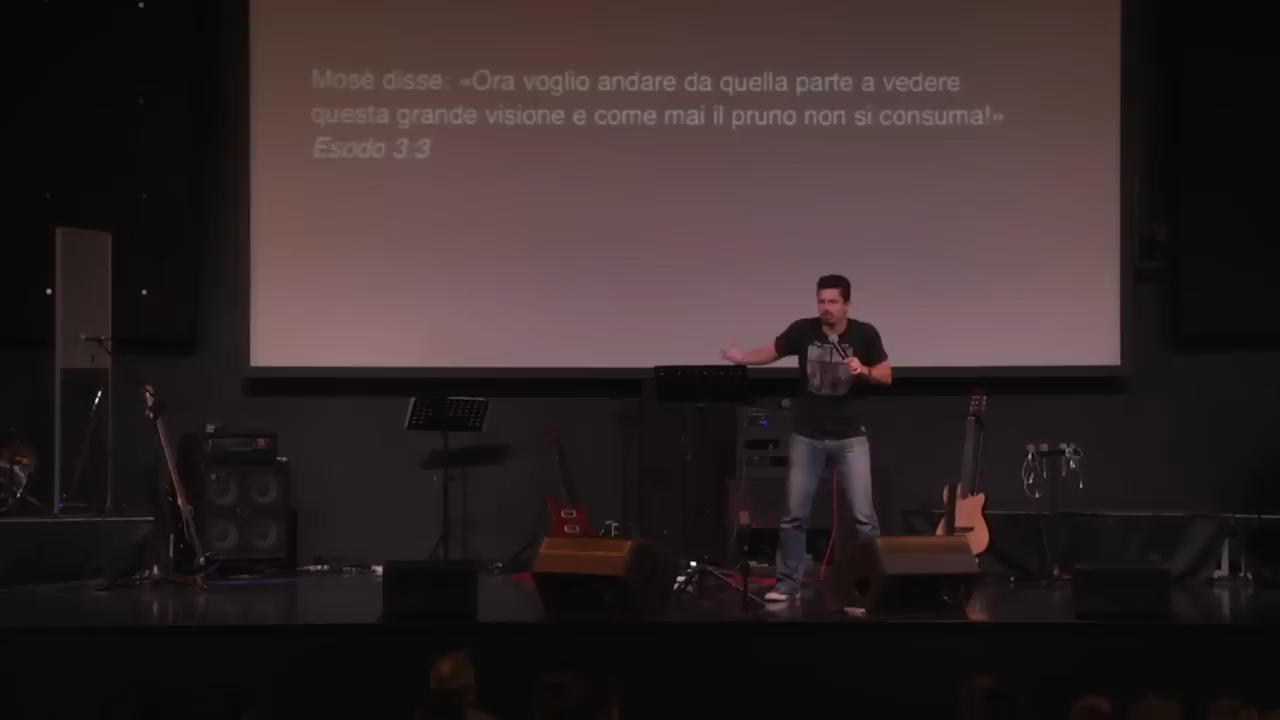 Mosè disse: «Ora voglio andare da quella parte a vedere
questa grande visione e come mai il pruno non si consuma!»
Esodo 3:3